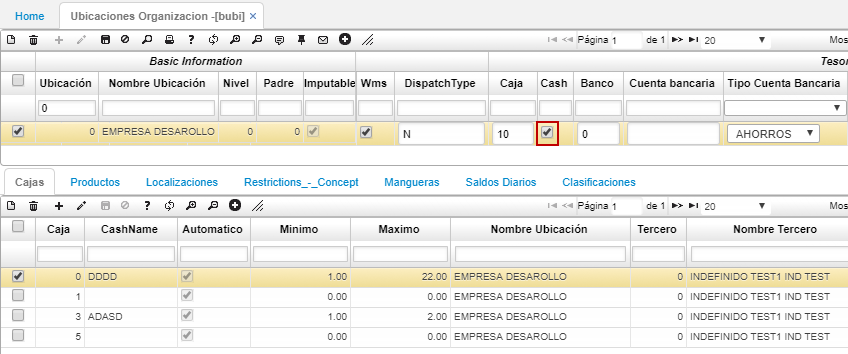 Home Ubicaciones Organizacion -[bubi] ×
Página 1 de 1 20 Mos
Basic Information Tesor
Ubicación Nombre Ubicación Nivel Padre Imputable Wms DispatchType Caja Cash Banco Cuenta bancaria Tipo Cuenta Bancaria
0
0 EMPRESA DESAROLLO 0 0 N 10 0 AHORROS
Cajas Productos Localizaciones Restrictions_-_Concept Mangueras Saldos Diarios Clasificaciones
Página 1 de 1 20 Mos
Caja CashName Automatico Minimo Maximo Nombre Ubicación Tercero Nombre Tercero
0 DDDD 1.00 22.00 EMPRESA DESAROLLO 0 INDEFINIDO TEST1 IND TEST
1 0.00 0.00 EMPRESA DESAROLLO 0 INDEFINIDO TEST1 IND TEST
3 ADASD 1.00 2.00 EMPRESA DESAROLLO 0 INDEFINIDO TEST1 IND TEST
5 0.00 0.00 EMPRESA DESAROLLO 0 INDEFINIDO TEST1 IND TEST